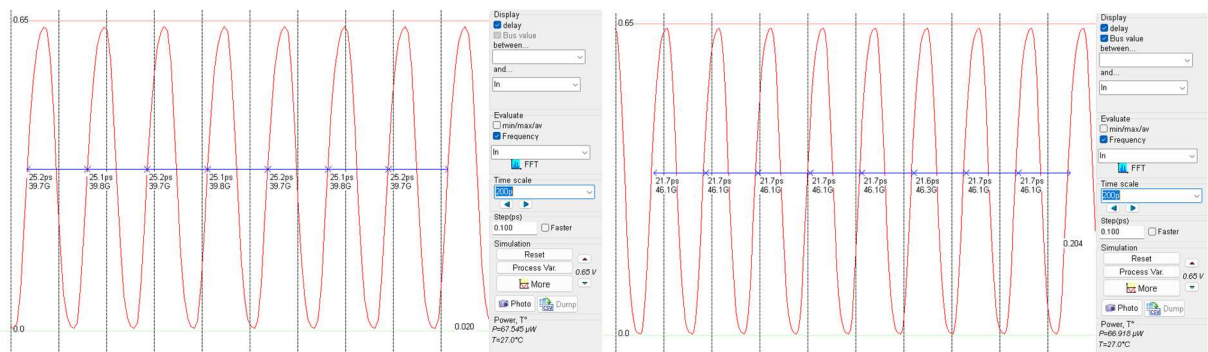 0.65
25.2ps 25.1ps 25.2ps 25.1ps 25.2ps 25.1ps 25.2ps
39.7G 39.8G 39.7G 39.8G 39.7G 39.8G 39.7G
0.0
0.020
Display
delay
Bus value
between...
and...
In
Evaluate
min/max/av
Frequency
In
FFT
Time scale
200p
Step(ps)
0.100 Faster
Simulation
Reset
Process Var.
0.65 V
More
Photo Dump
Power, T°
P=67.545 µW
T=27.0°C
0.65
21.7ps 21.7ps 21.7ps 21.7ps 21.7ps 21.6ps 21.7ps 21.7ps
46.1G 46.1G 46.1G 46.1G 46.1G 46.3G 46.1G 46.1G
0.204
0.0
Display
delay
Bus value
between...
and...
In
Evaluate
min/max/av
Frequency
In
FFT
Time scale
200p
Step(ps)
0.100 Faster
Simulation
Reset
Process Var.
0.65 V
More
Photo Dump
Power, T°
P=66.918 µW
T=27.0°C